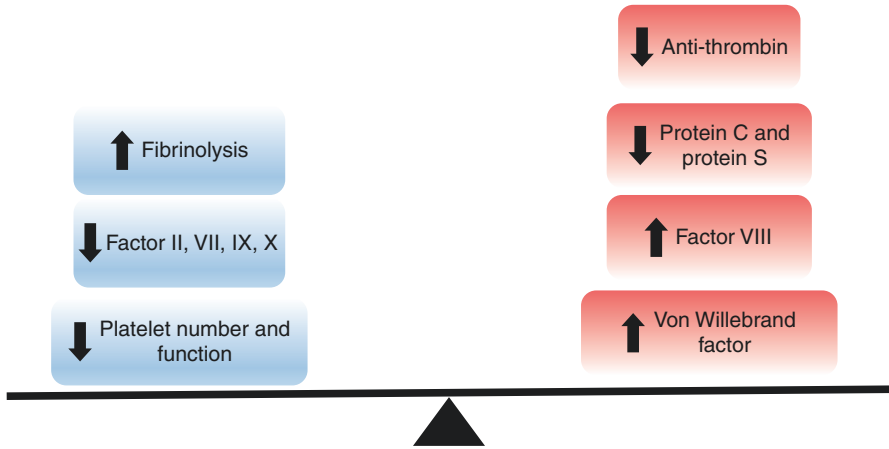 Fibrinolysis
Factor II, VII, IX, X
Platelet number and
function
Anti-thrombin
Protein C and
protein S
Factor VIII
Von Willebrand
factor